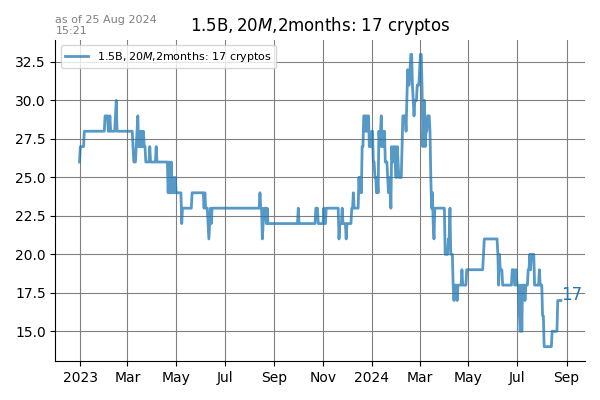 as of 25 Aug 2024
15:21
1.5B, 20M,2months: 17 cryptos
1.5B, 20M,2months: 17 cryptos
32.5
30.0
27.5
25.0
22.5
20.0
17.5
15.0
17
2023 Mar May Jul Sep Nov 2024 Mar May Jul Sep